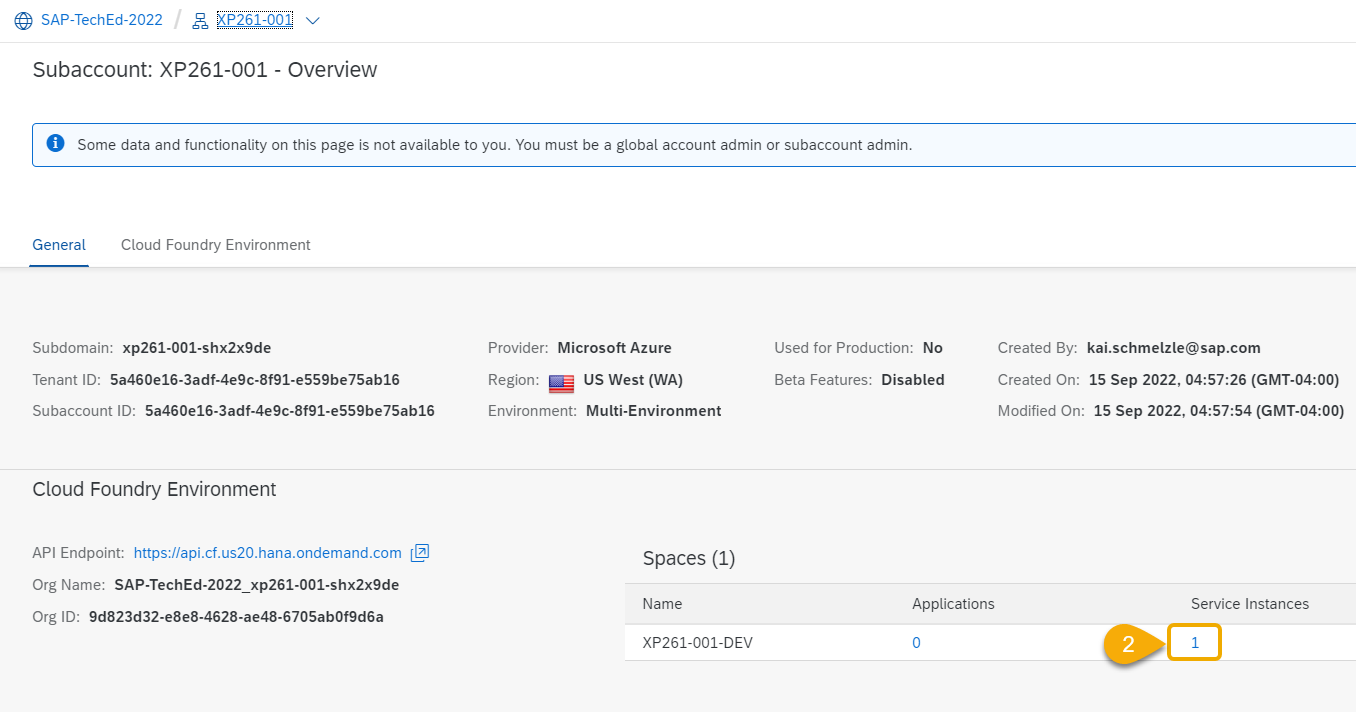 SAP-TechEd-2022 / XP261-001
Subaccount: XP261-001 - Overview
Some data and functionality on this page is not available to you. You must be a global account admin or subaccount admin.
General Cloud Foundry Environment
Subdomain: xp261-001-shx2x9de Provider: Microsoft Azure Used for Production: No Created By: kai.schmelzle@sap.com
Tenant ID: 5a460e16-3adf-4e9c-8f91-e559be75ab16 Region: US West (WA) Beta Features: Disabled Created On: 15 Sep 2022, 04:57:26 (GMT-04:00)
Subaccount ID: 5a460e16-3adf-4e9c-8f91-e559be75ab16 Environment: Multi-Environment Modified On: 15 Sep 2022, 04:57:54 (GMT-04:00)
Cloud Foundry Environment
API Endpoint: https://api.cf.us20.hana.ondemand.com
Org Name: SAP-TechEd-2022_xp261-001-shx2x9de
Org ID: 9d823d32-e8e8-4628-ae48-6705ab0f9d6a
Spaces (1)
Name Applications Service Instances
XP261-001-DEV 0 2 1